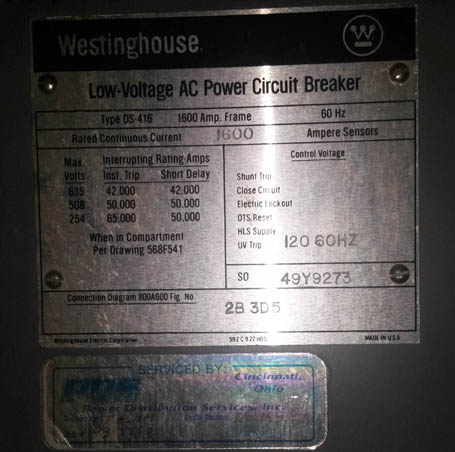 Westinghouse
Low-Voltage AC Power Circuit Breaker
Type DS-416 1600 Amp. Frame 60 Hz
Rated Continuous Current 1600 Ampere Sensors
Max. Interrupting Rating-Amps
Volts Inst. Trip Short Delay
635 42,000 42,000
508 50,000 50,000
254 65,000 50,000
When in Compartment
Per Drawing 568F541
Control Voltage
Shunt Trip
Close Circuit
Electric Lockout
OTS Reset
HLS Supply
UV Trip 120 60HZ
SO 49Y9273
Connection Diagram 800A600 Fig. No. 2B 3D5
Westinghouse Electric Corporation MADE IN U.S.A.
SERVICED BY:
Cincinnati,
Ohio
Power Distribution Services, Inc.